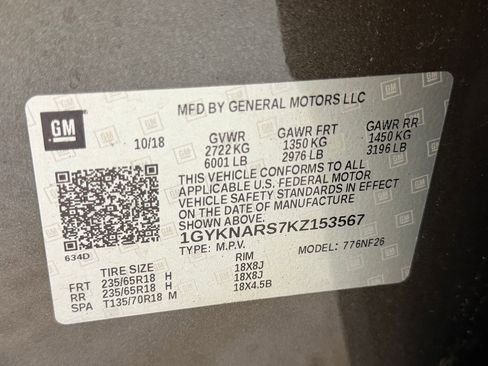 MFD BY GENERAL MOTORS LLC
GM
10/18 GVWR GAWR FRT GAWR RR
2722KG 1350 KG 1450 KG
6001 LB 2976 LB 3196 LB
THIS VEHICLE CONFORMS TO ALL
APPLICABLE U.S. FEDERAL MOTOR
VEHICLE SAFETY STANDARDS IN EFFECT
ON THE DATE OF MANUFACTURE
SHOWN ABOVE.
1GYKNARS7KZ153567
634D
TYPE: M.P.V. MODEL: 776NF26
TIRE SIZE RIM
FRT 235/65R18 H 18X8J
RR 235/65R18 H 18X8J
SPA T135/70R18 M 18X4.5B